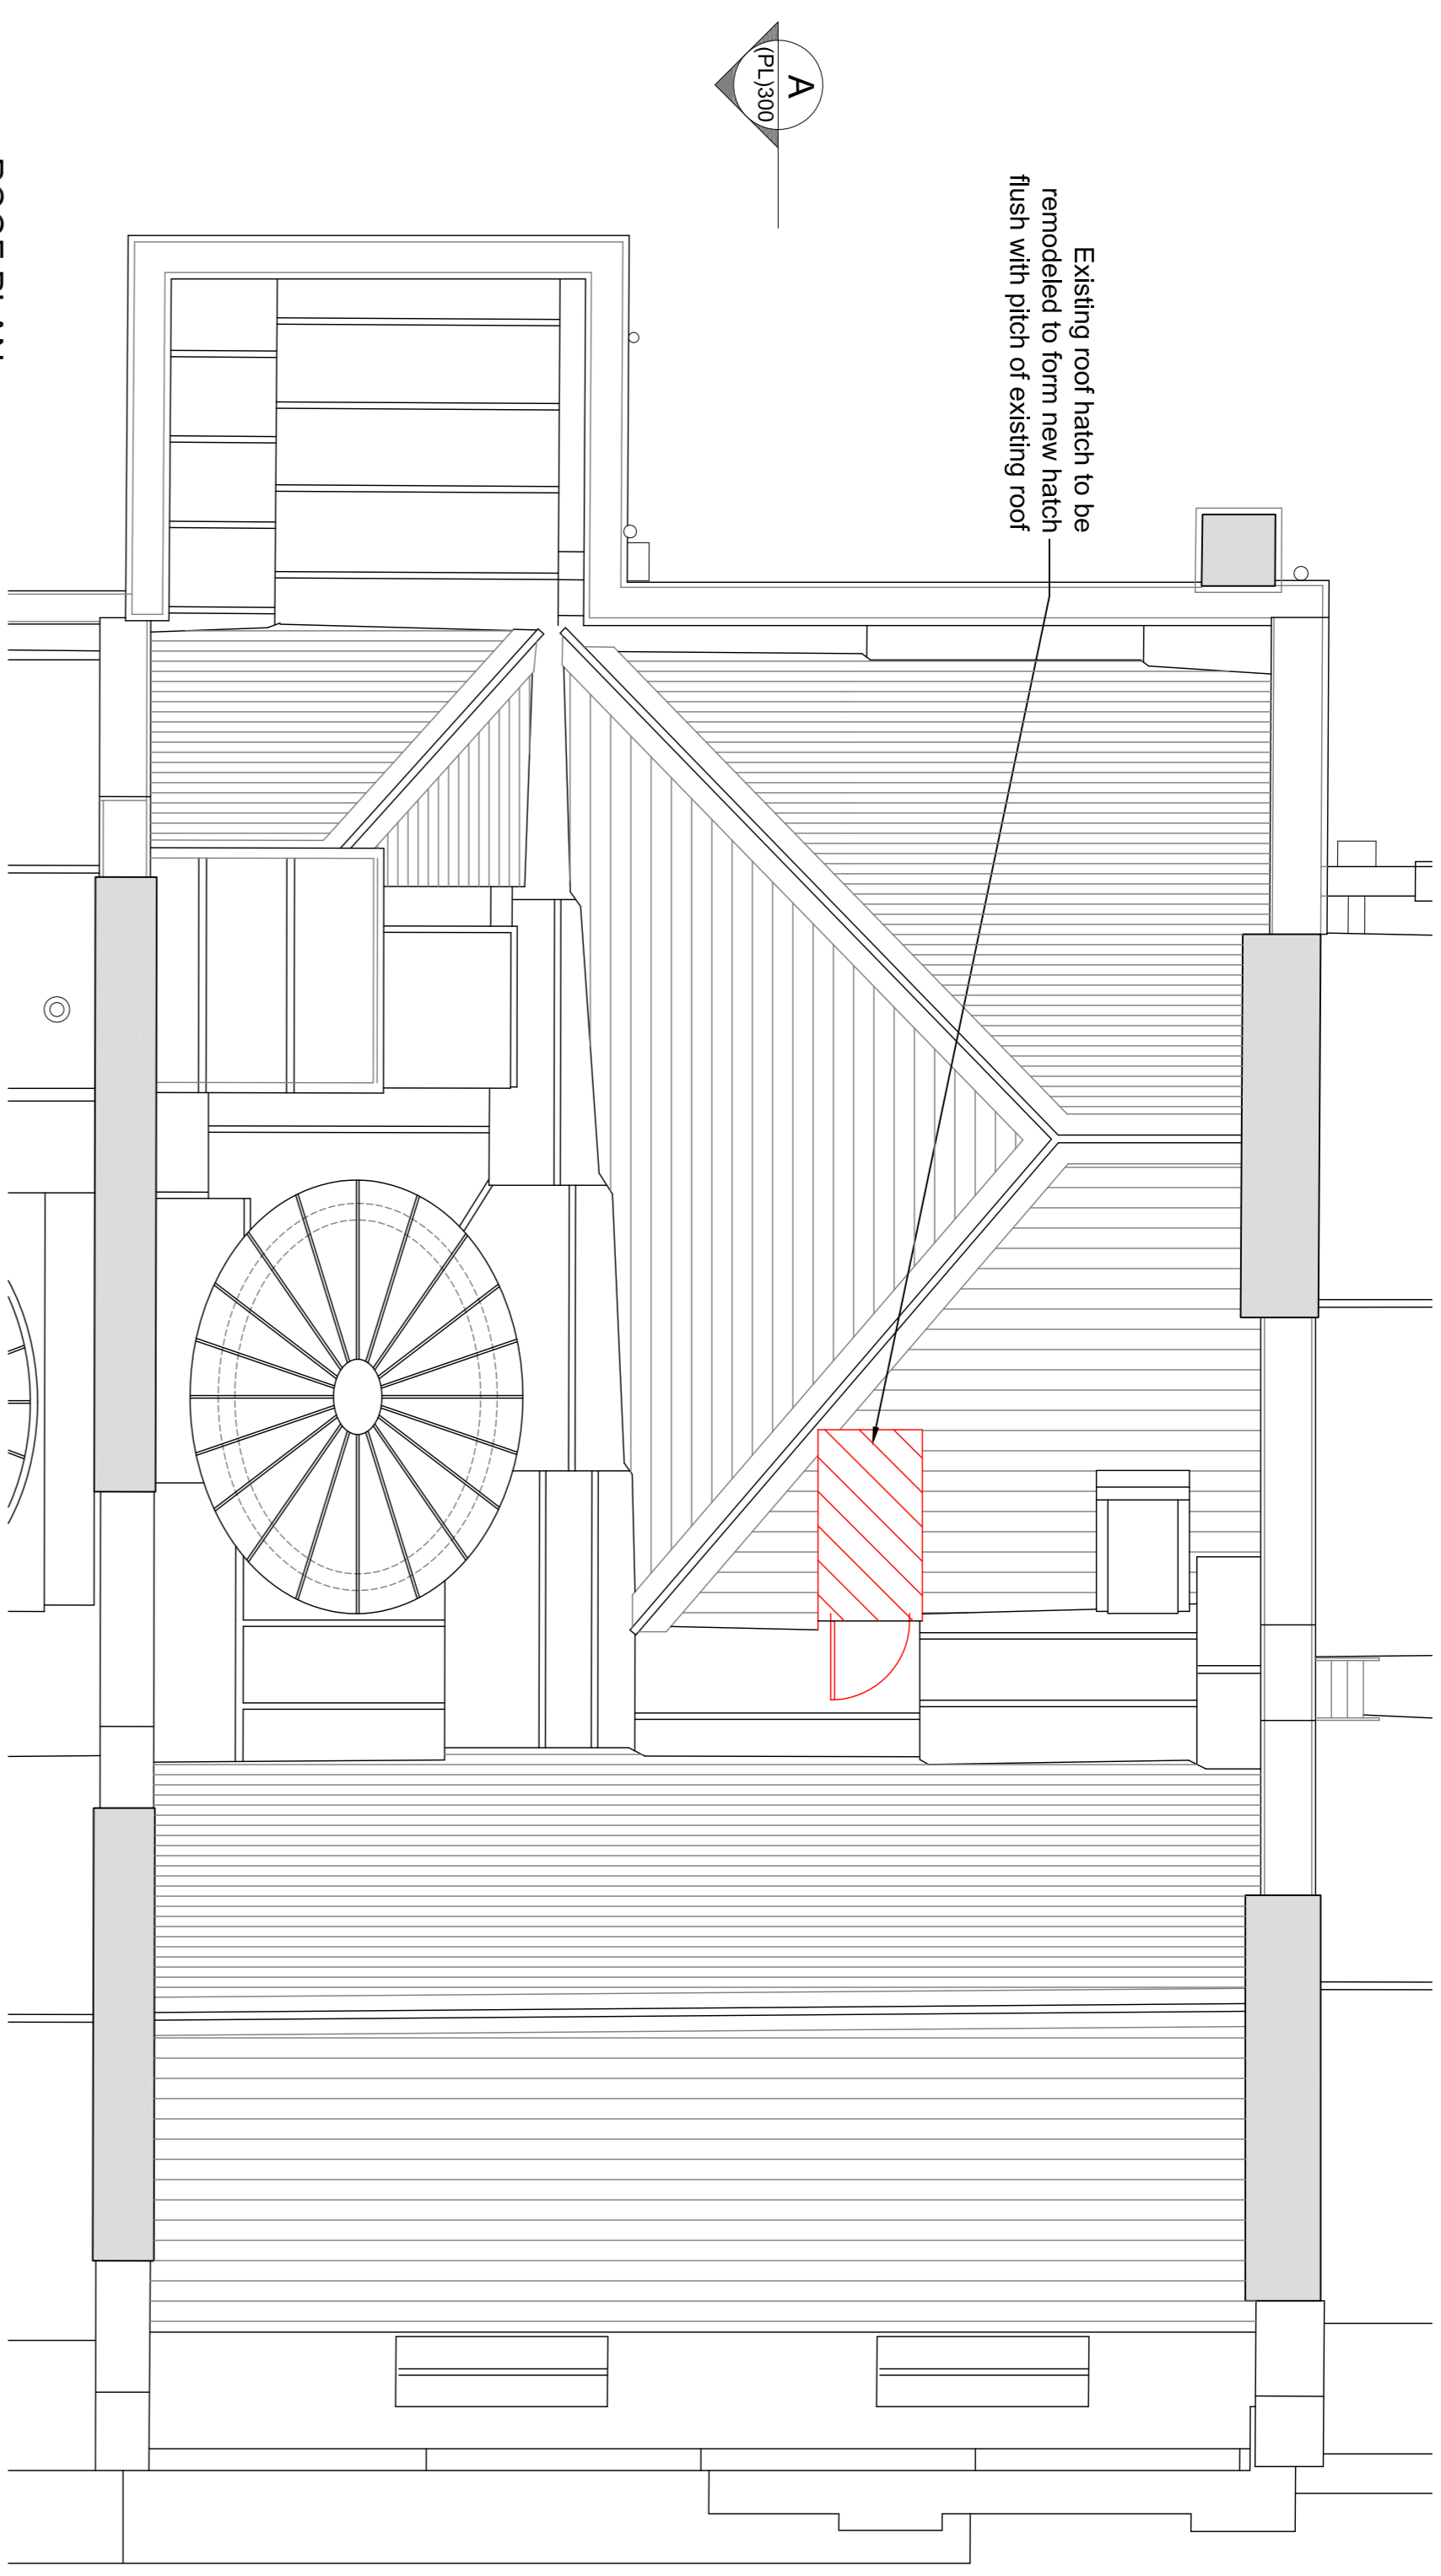 A
(PL)300
Existing roof hatch to be
remodeled to form new hatch
flush with pitch of existing roof